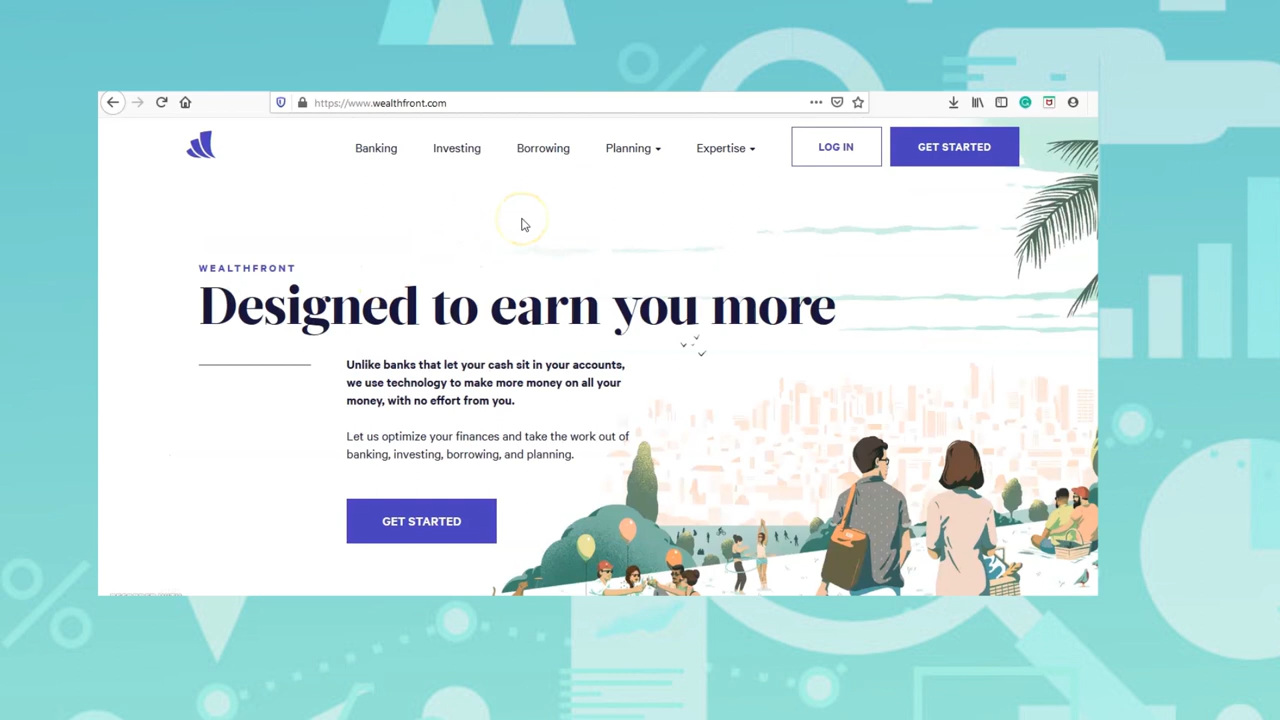 https://www.wealthfront.com
Banking Investing Borrowing Planning Expertise LOG IN GET STARTED
WEALTHFRONT
Designed to earn you more
Unlike banks that let your cash sit in your accounts,
we use technology to make more money on all your
money, with no effort from you.
Let us optimize your finances and take the work out of
banking, investing, borrowing, and planning.
GET STARTED